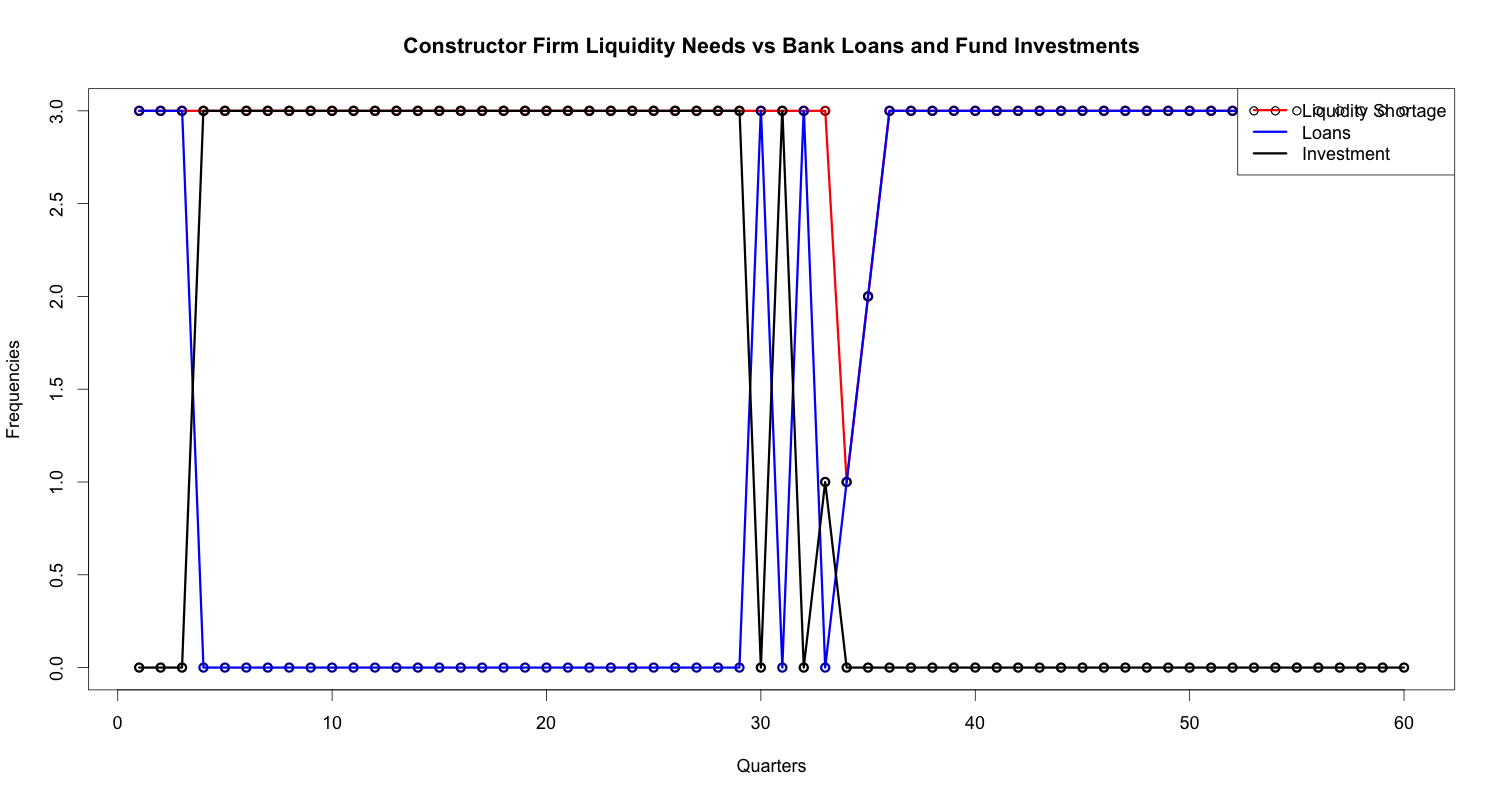 Constructor Firm Liquidity Needs vs Bank Loans and Fund Investments
Frequencies
3.0
2.5
2.0
1.5
1.0
0.5
0.0
Liquidity Shortage
Loans
Investment
0 10 20 30 40 50 60
Quarters